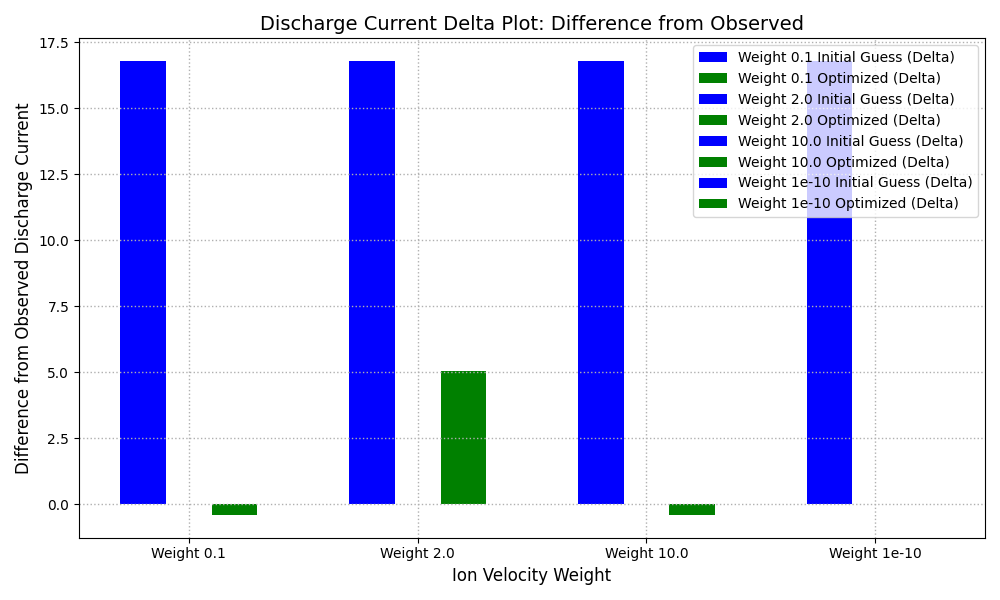 Discharge Current Delta Plot: Difference from Observed
Difference from Observed Discharge Current
17.5
15.0
12.5
10.0
7.5
5.0
2.5
0.0
Weight 0.1 Initial Guess (Delta)
Weight 0.1 Optimized (Delta)
Weight 2.0 Initial Guess (Delta)
Weight 2.0 Optimized (Delta)
Weight 10.0 Initial Guess (Delta)
Weight 10.0 Optimized (Delta)
Weight 1e-10 Initial Guess (Delta)
Weight 1e-10 Optimized (Delta)
Weight 0.1
Weight 2.0
Weight 10.0
Weight 1e-10
Ion Velocity Weight